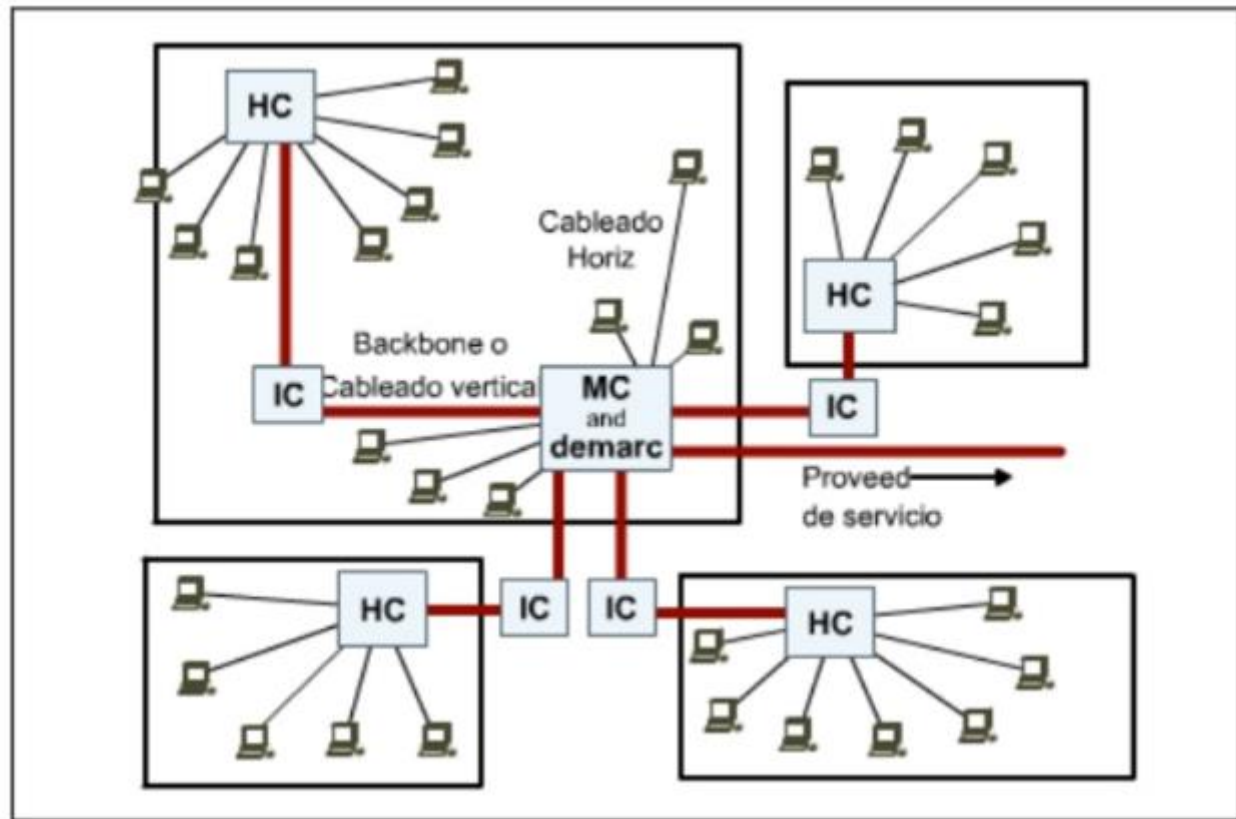 HC
Cableado
Horiz
HC
Backbone o
Cableado vertica
IC
MC
and
demarc
IC
Proveed
de servicio
HC
IC
IC
HC